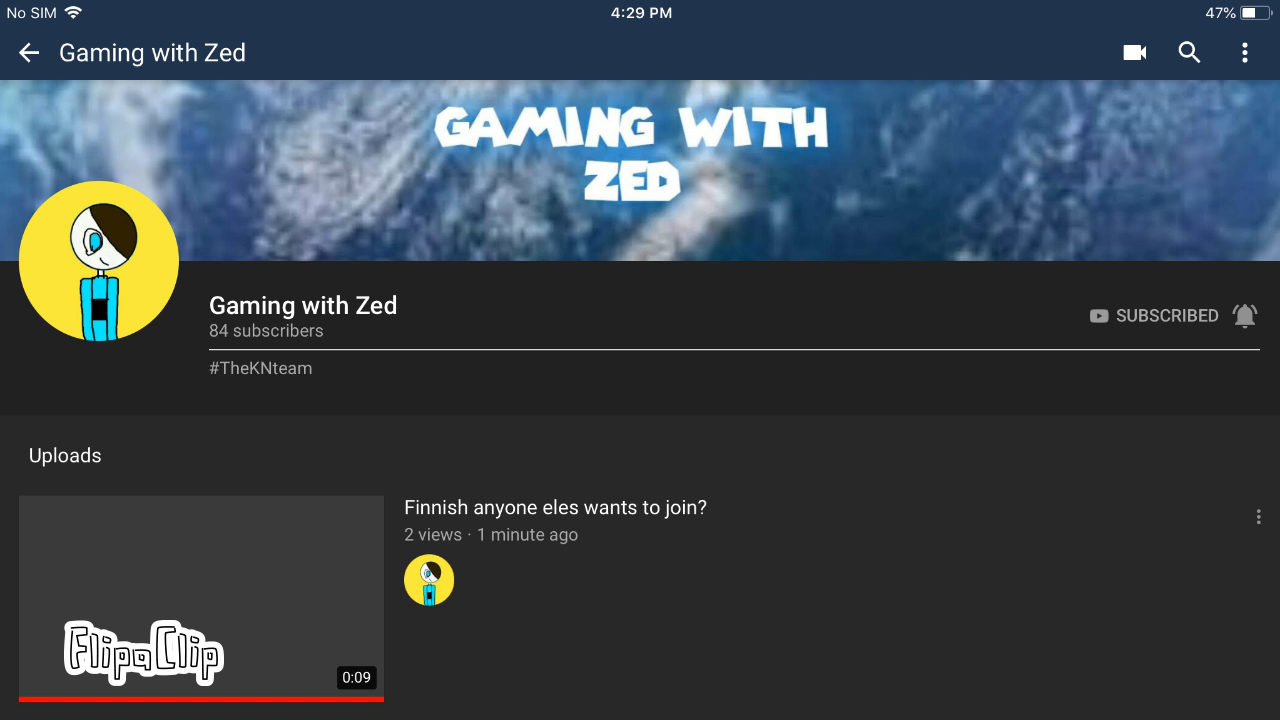 No SIM 4:29 PM 47%
Gaming with Zed
GAMING WITH
ZED
Gaming with Zed
84 subscribers
SUBSCRIBED
#TheKNteam
Uploads
Finnish anyone eles wants to join?
2 views · 1 minute ago
FlipaClip
0:09